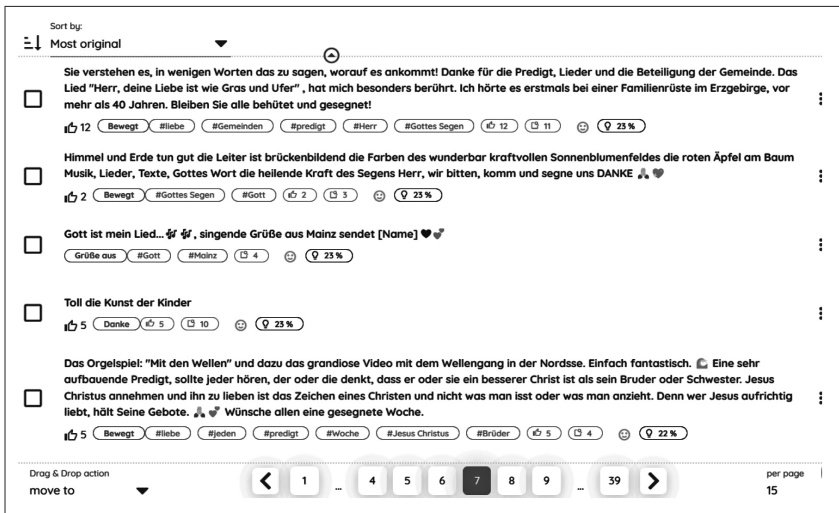 Sort by:
Most original
Sie verstehen es, in wenigen Worten das zu sagen, worauf es ankommt! Danke für die Predigt, Lieder und die Beteiligung der Gemeinde. Das
Lied "Herr, deine Liebe ist wie Gras und Ufer" , hat mich besonders berührt. Ich hörte es erstmals bei einer Familienrüste im Erzgebirge, vor
mehr als 40 Jahren. Bleiben Sie alle behütet und gesegnet!
12 Bewegt #liebe #Gemeinden #predigt #Herr #Gottes Segen 12 11 23 %
Himmel und Erde tun gut die Leiter ist brückenbildend die Farben des wunderbar kraftvollen Sonnenblumenfeldes die roten Äpfel am Baum
Musik, Lieder, Texte, Gottes Wort die heilende Kraft des Segens Herr, wir bitten, komm und segne uns DANKE 🙏 ❤
2 Bewegt #Gottes Segen #Gott 2 3 23 %
Gott ist mein Lied...🎶 🎶 , singende Grüße aus Mainz sendet [Name] ❤💕
Grüße aus #Gott #Mainz 4 23 %
Toll die Kunst der Kinder
5 Danke 5 10 23 %
Das Orgelspiel: "Mit den Wellen" und dazu das grandiose Video mit dem Wellengang in der Nordsse. Einfach fantastisch. 🌊 Eine sehr
aufbauende Predigt, sollte jeder hören, der oder die denkt, dass er oder sie ein besserer Christ ist als sein Bruder oder Schwester. Jesus
Christus annehmen und ihn zu lieben ist das Zeichen eines Christen und nicht was man isst oder was man anzieht. Denn wer Jesus aufrichtig
liebt, hält Seine Gebote. 🙏 💕 Wünsche allen eine gesegnete Woche.
5 Bewegt #liebe #jeden #predigt #Woche #Jesus Christus #Brüder 5 4 22 %
Drag & Drop action
move to
1 ... 4 5 6 7 8 9 ... 39
per page
15